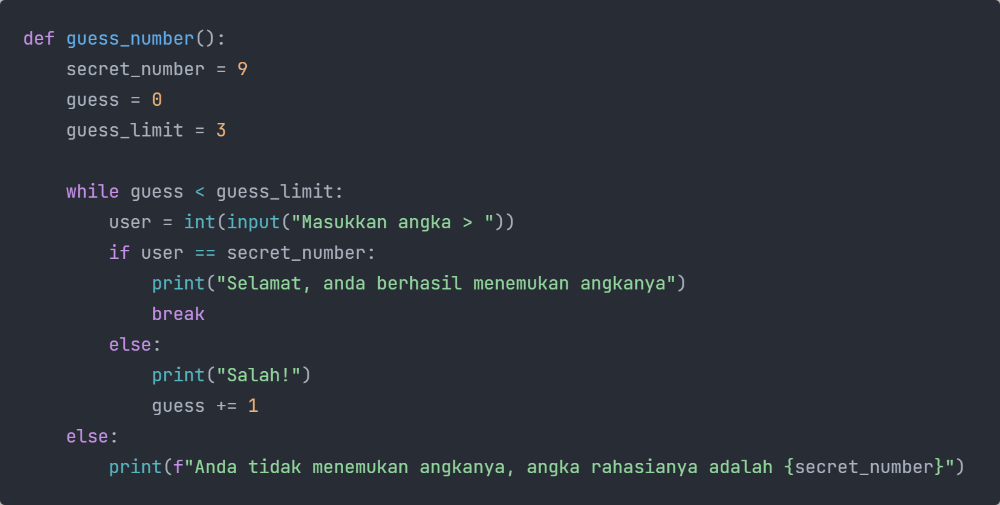 def guess_number():
    secret_number = 9
    guess = 0
    guess_limit = 3

    while guess < guess_limit:
        user = int(input("Masukkan angka > "))
        if user == secret_number:
            print("Selamat, anda berhasil menemukan angkanya")
            break
        else:
            print("Salah!")
            guess += 1
    else:
        print(f"Anda tidak menemukan angkanya, angka rahasianya adalah {secret_number}")